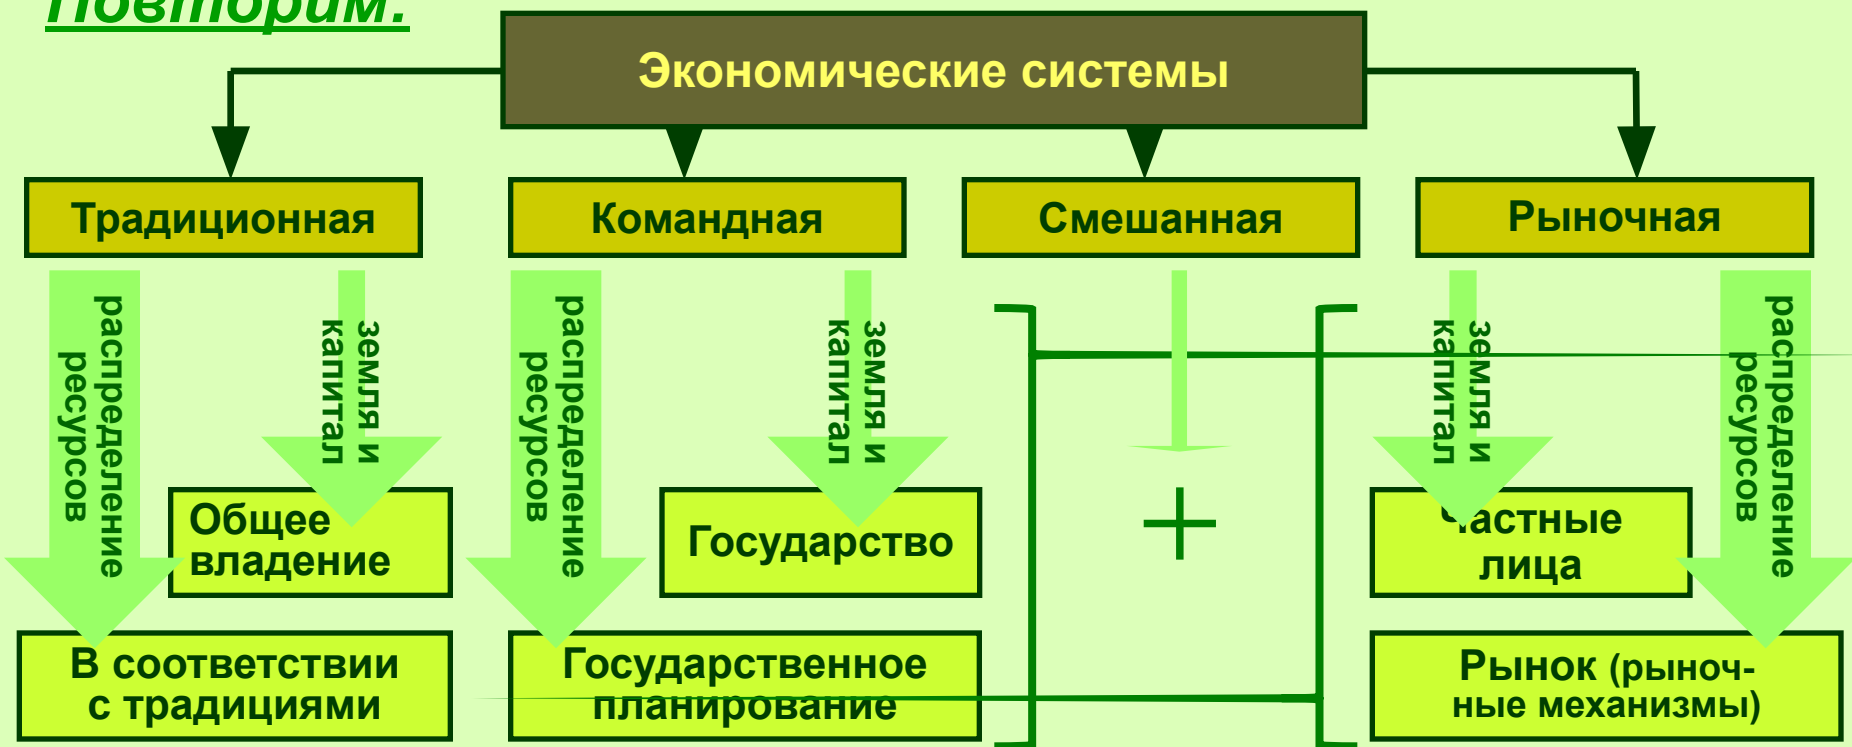 Повторим:
Экономические системы
Традиционная
Командная
Смешанная
Рыночная
распределение
ресурсов
земля и
капитал
распределение
ресурсов
земля и
капитал
земля и
капитал
распределение
ресурсов
Общее
владение
Государство
+
Частные
лица
В соответствии
с традициями
Государственное
планирование
Рынок (рыноч-
ные механизмы)